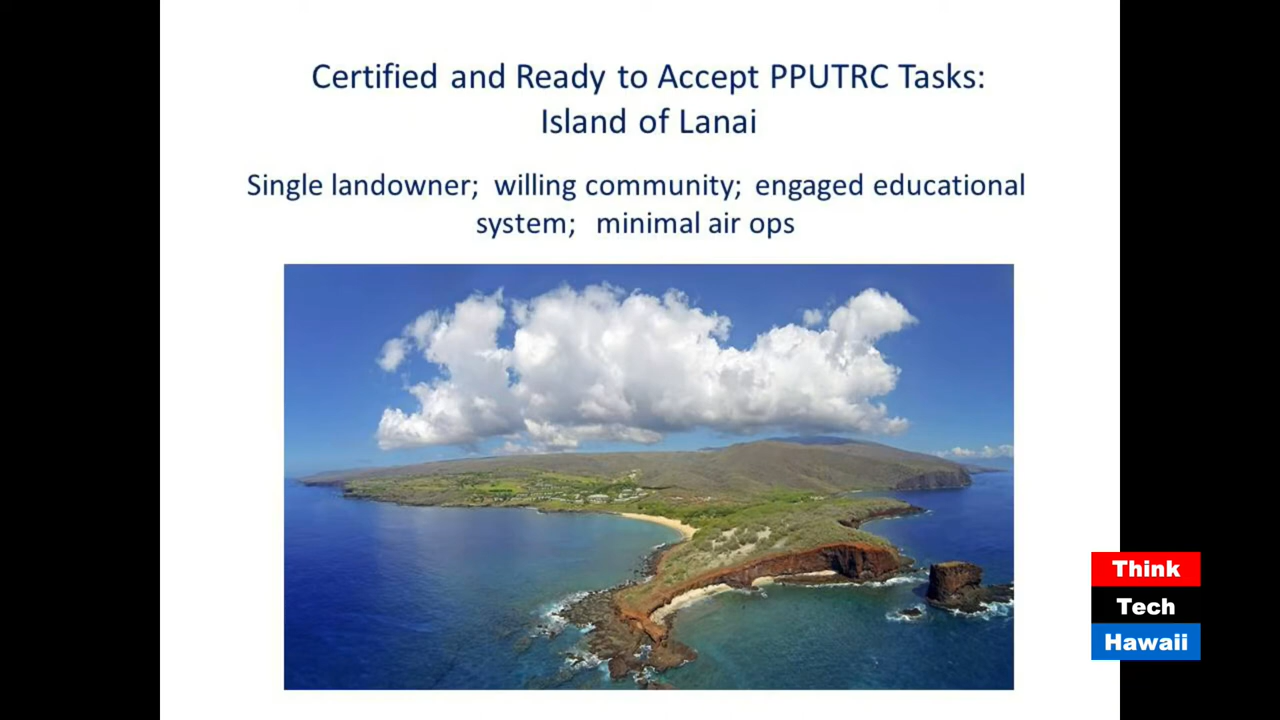 Certified and Ready to Accept PPUTRC Tasks:
Island of Lanai
Single landowner; willing community; engaged educational
system; minimal air ops
Think
Tech
Hawaii